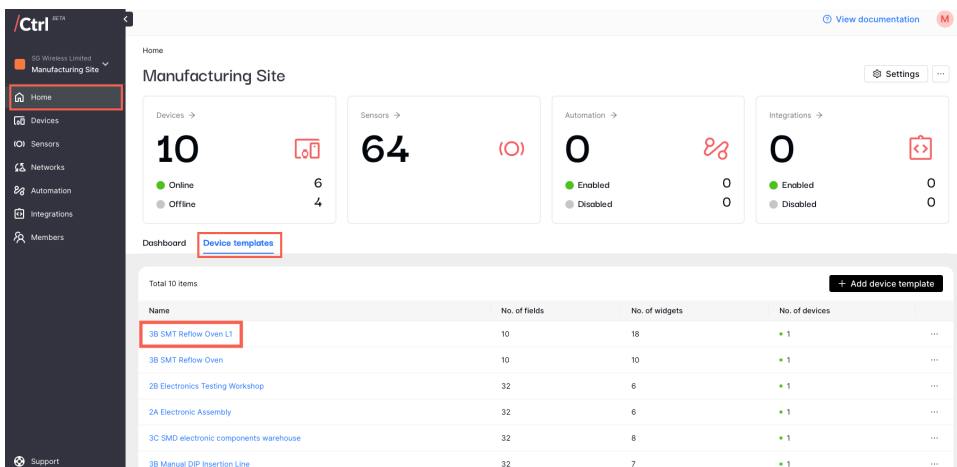 /Ctrl BETA
View documentation
M
SG Wireless Limited
Manufacturing Site
Home
Devices
Sensors
Networks
Automation
Integrations
Members
Support
Home
Manufacturing Site
Settings
Devices
10
Online 6
Offline 4
Sensors
64
Automation
0
Enabled 0
Disabled 0
Integrations
0
Enabled 0
Disabled 0
Dashboard Device templates
Total 10 items
+ Add device template
Name No. of fields No. of widgets No. of devices
3B SMT Reflow Oven L1 10 18 1
3B SMT Reflow Oven 10 10 1
2B Electronics Testing Workshop 32 6 1
2A Electronic Assembly 32 6 1
3C SMD electronic components warehouse 32 8 1
3B Manual DIP Insertion Line 32 7 1